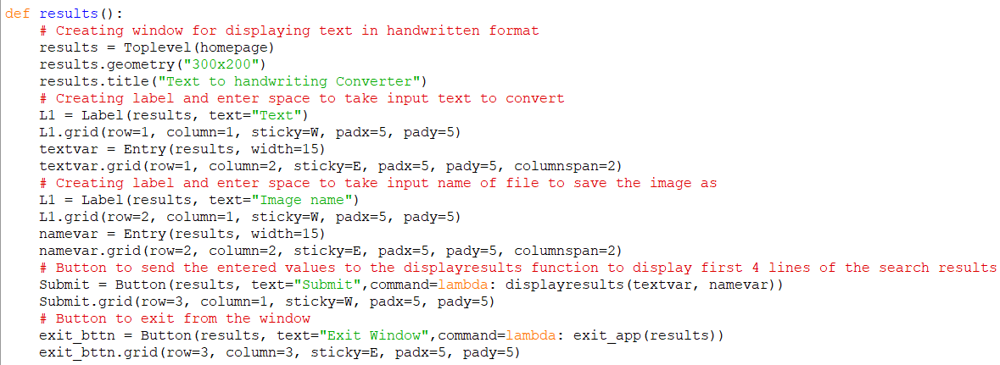 def results():
    # Creating window for displaying text in handwritten format
    results = Toplevel(homepage)
    results.geometry("300x200")
    results.title("Text to handwriting Converter")
    # Creating label and enter space to take input text to convert
    L1 = Label(results, text="Text")
    L1.grid(row=1, column=1, sticky=W, padx=5, pady=5)
    textvar = Entry(results, width=15)
    textvar.grid(row=1, column=2, sticky=E, padx=5, pady=5, columnspan=2)
    # Creating label and enter space to take input name of file to save the image as
    L1 = Label(results, text="Image name")
    L1.grid(row=2, column=1, sticky=W, padx=5, pady=5)
    namevar = Entry(results, width=15)
    namevar.grid(row=2, column=2, sticky=E, padx=5, pady=5, columnspan=2)
    # Button to send the entered values to the displayresults function to display first 4 lines of the search results
    Submit = Button(results, text="Submit",command=lambda: displayresults(textvar, namevar))
    Submit.grid(row=3, column=1, sticky=W, padx=5, pady=5)
    # Button to exit from the window
    exit_bttn = Button(results, text="Exit Window",command=lambda: exit_app(results))
    exit_bttn.grid(row=3, column=3, sticky=E, padx=5, pady=5)